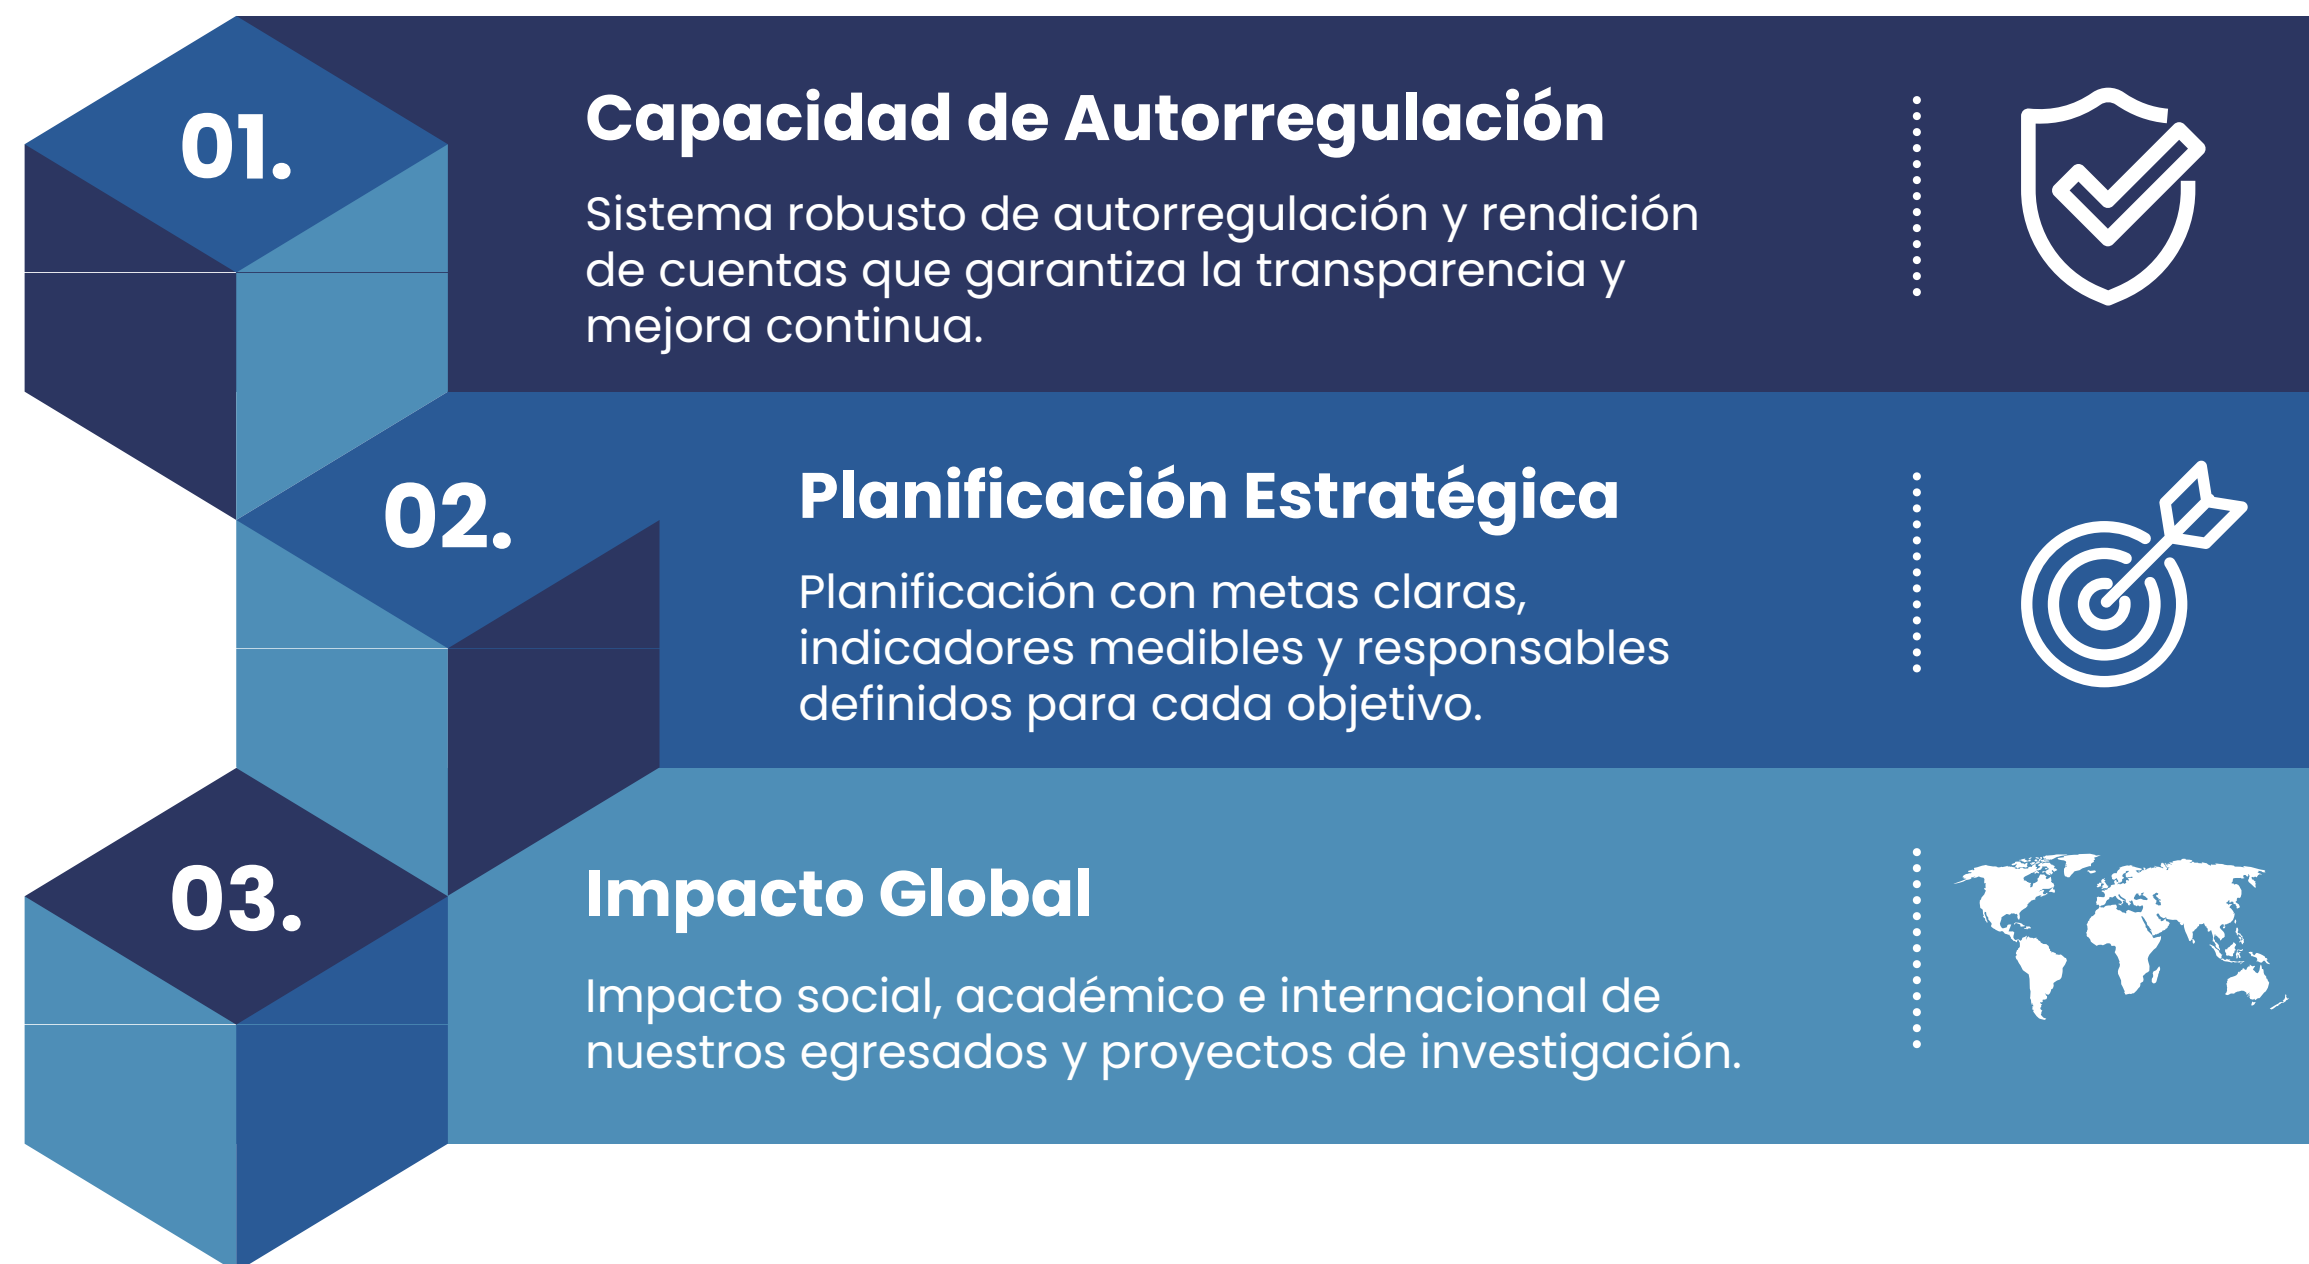 01.
Capacidad de Autorregulación
Sistema robusto de autorregulación y rendición
de cuentas que garantiza la transparencia y
mejora continua.
02.
Planificación Estratégica
Planificación con metas claras,
indicadores medibles y responsables
definidos para cada objetivo.
03.
Impacto Global
Impacto social, académico e internacional de
nuestros egresados y proyectos de investigación.